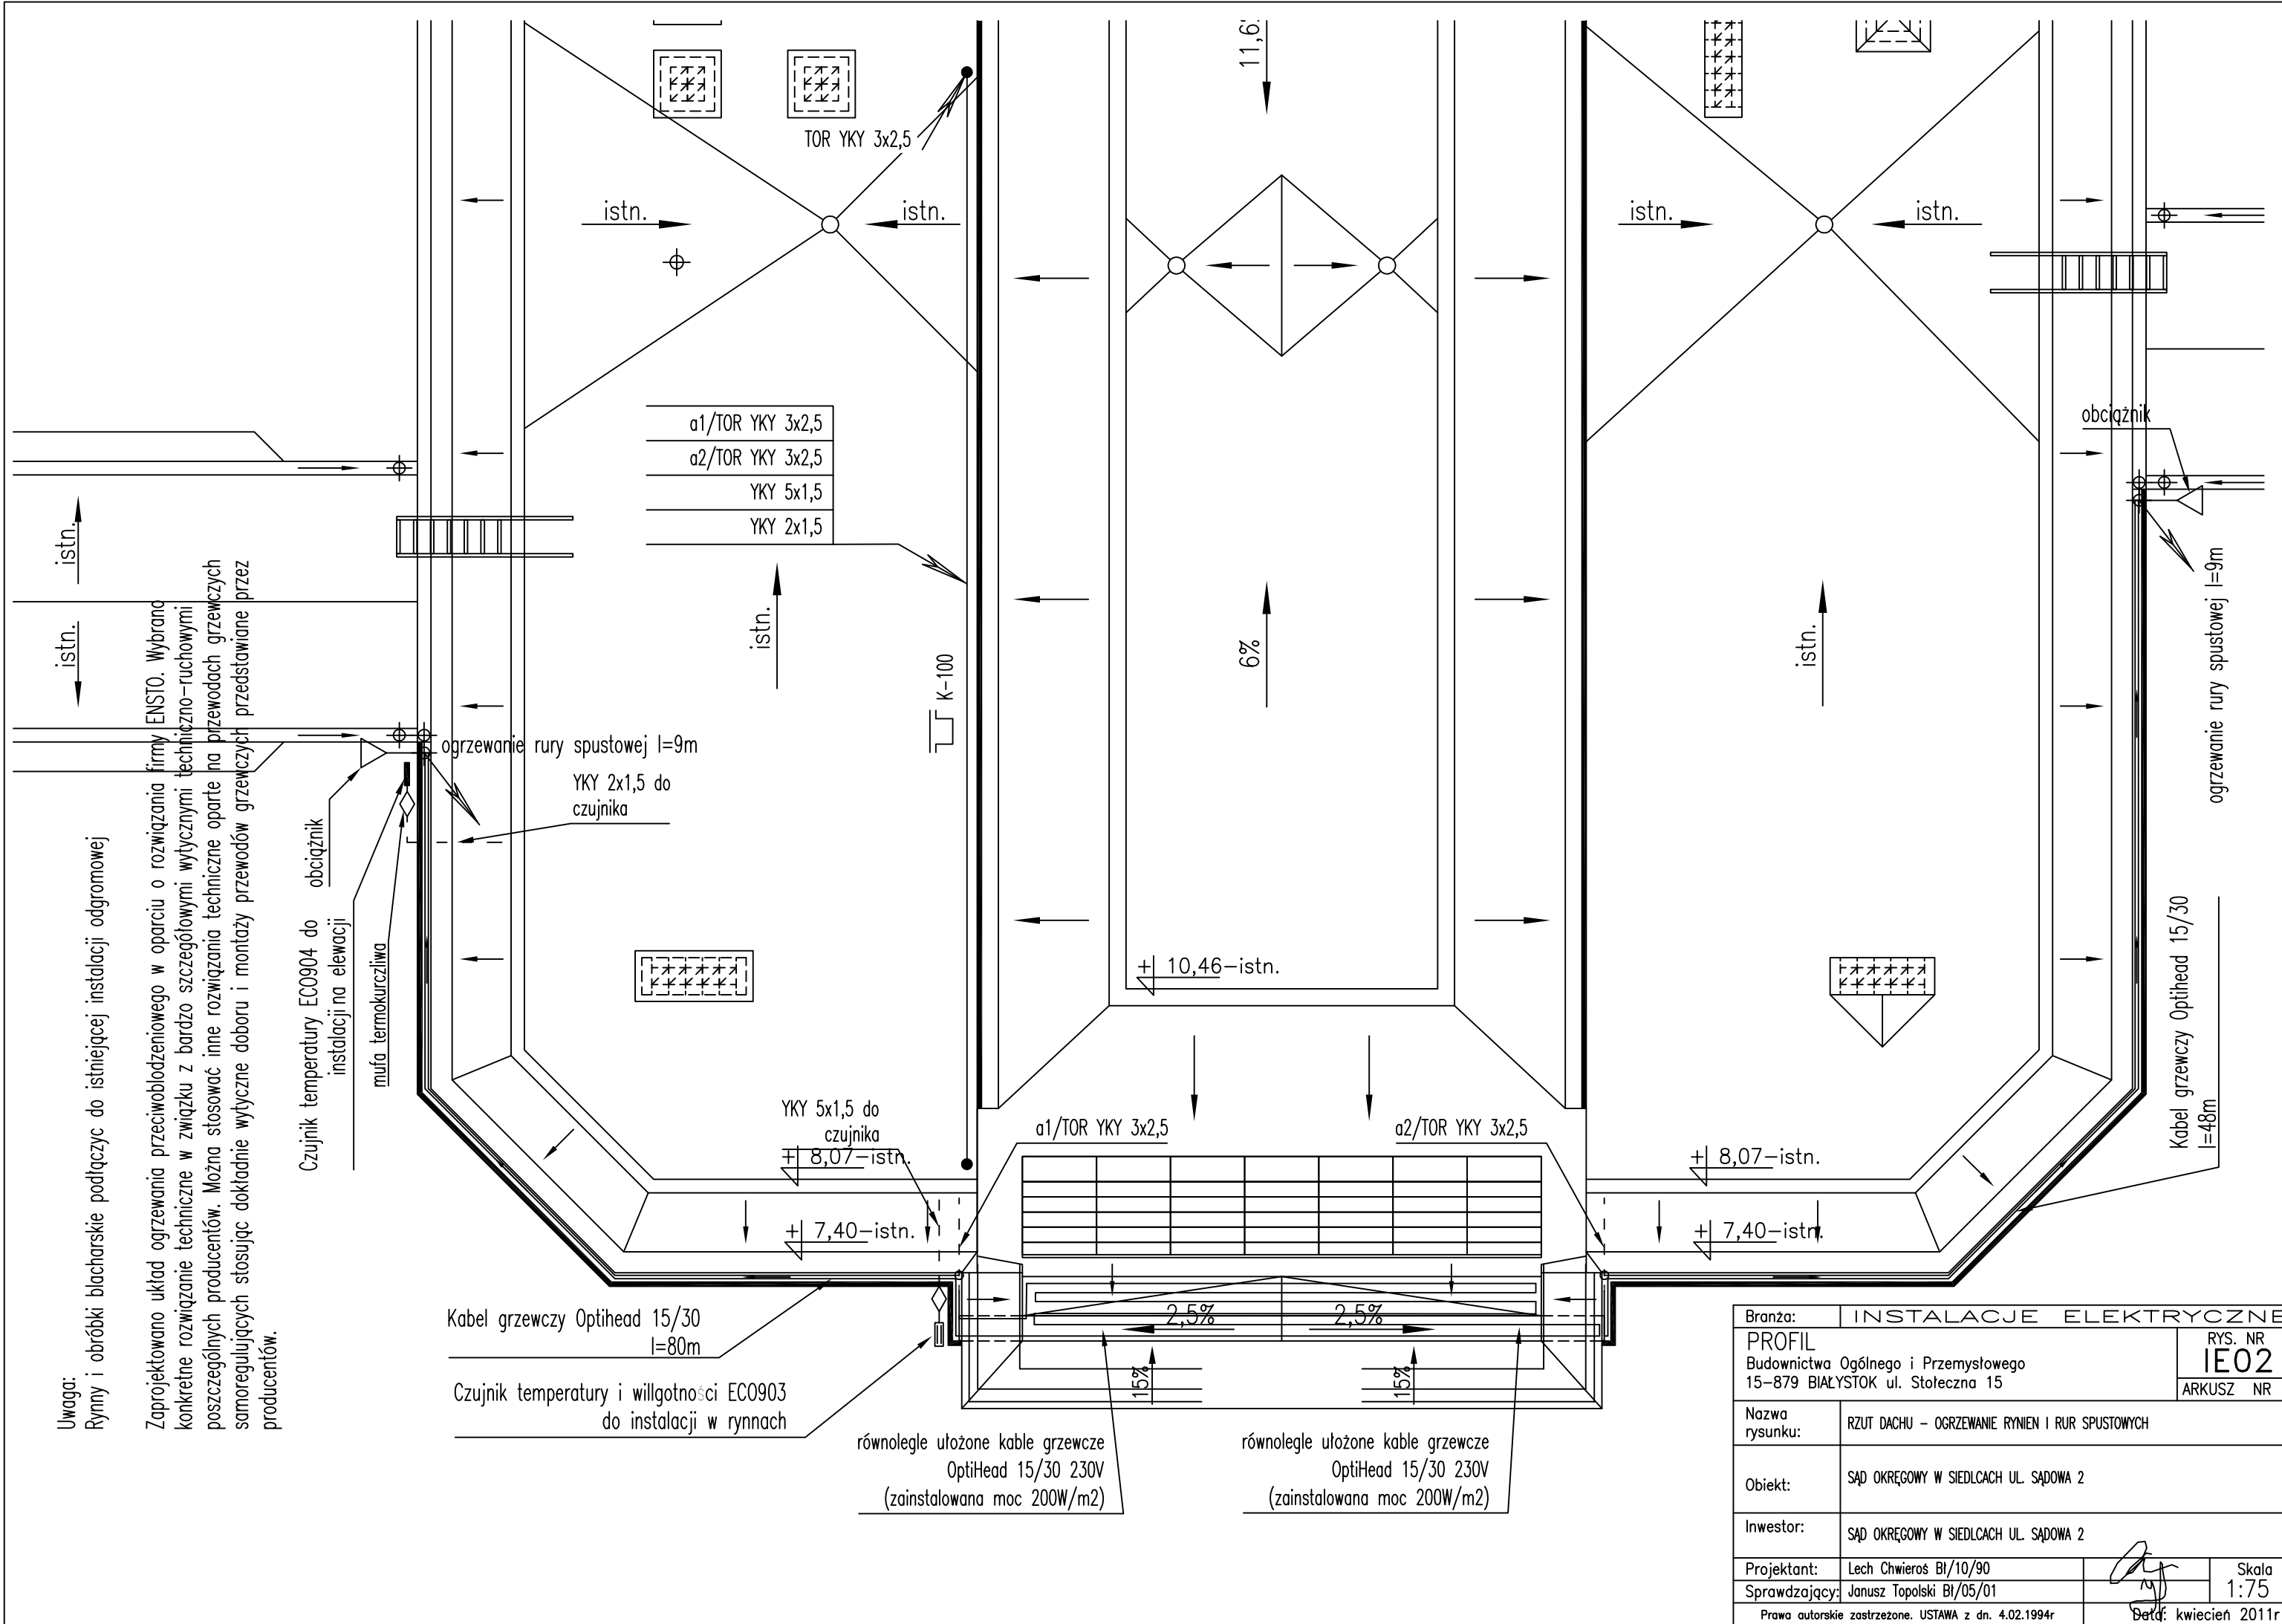 11,6
TOR YKY 3x2,5
istn.
istn.
istn.
istn.
a1/TOR YKY 3x2,5
a2/TOR YKY 3x2,5
YKY 5x1,5
YKY 2x1,5
obciążnik
istn.
istn.
istn.
K-100
6%
istn.
ogrzewanie rury spustowej l=9m
ogrzewanie rury spustowej l=9m
YKY 2x1,5 do
czujnika
obciążnik
Czujnik temperatury ECO904 do
instalacji na elewacji
mufa termokurczliwa
Uwaga:
Rynny i obróbki blacharskie podłączyc do istniejącej instalacji odgromowej
Zaprojektowano układ ogrzewania przeciwoblodzeniowego w oparciu o rozwiązania firmy ENSTO. Wybrano
konkretne rozwiązanie techniczne w związku z bardzo szczegółowymi wytycznymi techniczno-ruchowymi
poszczególnych producentów. Można stosować inne rozwiązania techniczne oparte na przewodach grzewczych
samoregulujących stosując dokładnie wytyczne doboru i montaży przewodów grzewczych przedstawiane przez
producentów.
10,46-istn.
Kabel grzewczy Optihead 15/30
l=48m
YKY 5x1,5 do
czujnika
a1/TOR YKY 3x2,5
a2/TOR YKY 3x2,5
8,07-istn.
8,07-istn.
7,40-istn.
7,40-istn.
Kabel grzewczy Optihead 15/30
l=80m
2,5%
2,5%
15%
15%
Czujnik temperatury i willgotności ECO903
do instalacji w rynnach
równolegle ułożone kable grzewcze
OptiHead 15/30 230V
(zainstalowana moc 200W/m2)
równolegle ułożone kable grzewcze
OptiHead 15/30 230V
(zainstalowana moc 200W/m2)
Branża: INSTALACJE ELEKTRYCZNE
PROFIL
Budownictwa Ogólnego i Przemysłowego
15-879 BIAŁYSTOK ul. Stołeczna 15
RYS. NR
IE02
ARKUSZ NR
Nazwa
rysunku:
RZUT DACHU - OGRZEWANIE RYNIEN I RUR SPUSTOWYCH
Obiekt: SĄD OKRĘGOWY W SIEDLCACH UL. SĄDOWA 2
Inwestor: SĄD OKRĘGOWY W SIEDLCACH UL. SĄDOWA 2
Projektant: Lech Chwieroś Bł/10/90
Sprawdzający: Janusz Topolski Bł/05/01
Skala
1:75
Prawa autorskie zastrzeżone. USTAWA z dn. 4.02.1994r
Data: kwiecień 2011r